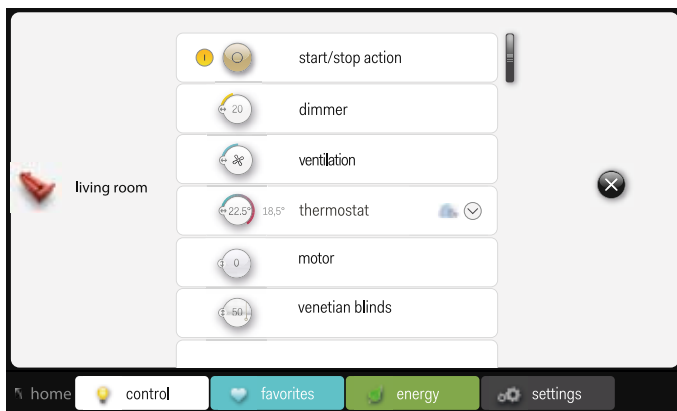 start/stop action
20
dimmer
ventilation
living room
22.5° 18,5° thermostat
0
motor
50
venetian blinds
home control favorites energy settings